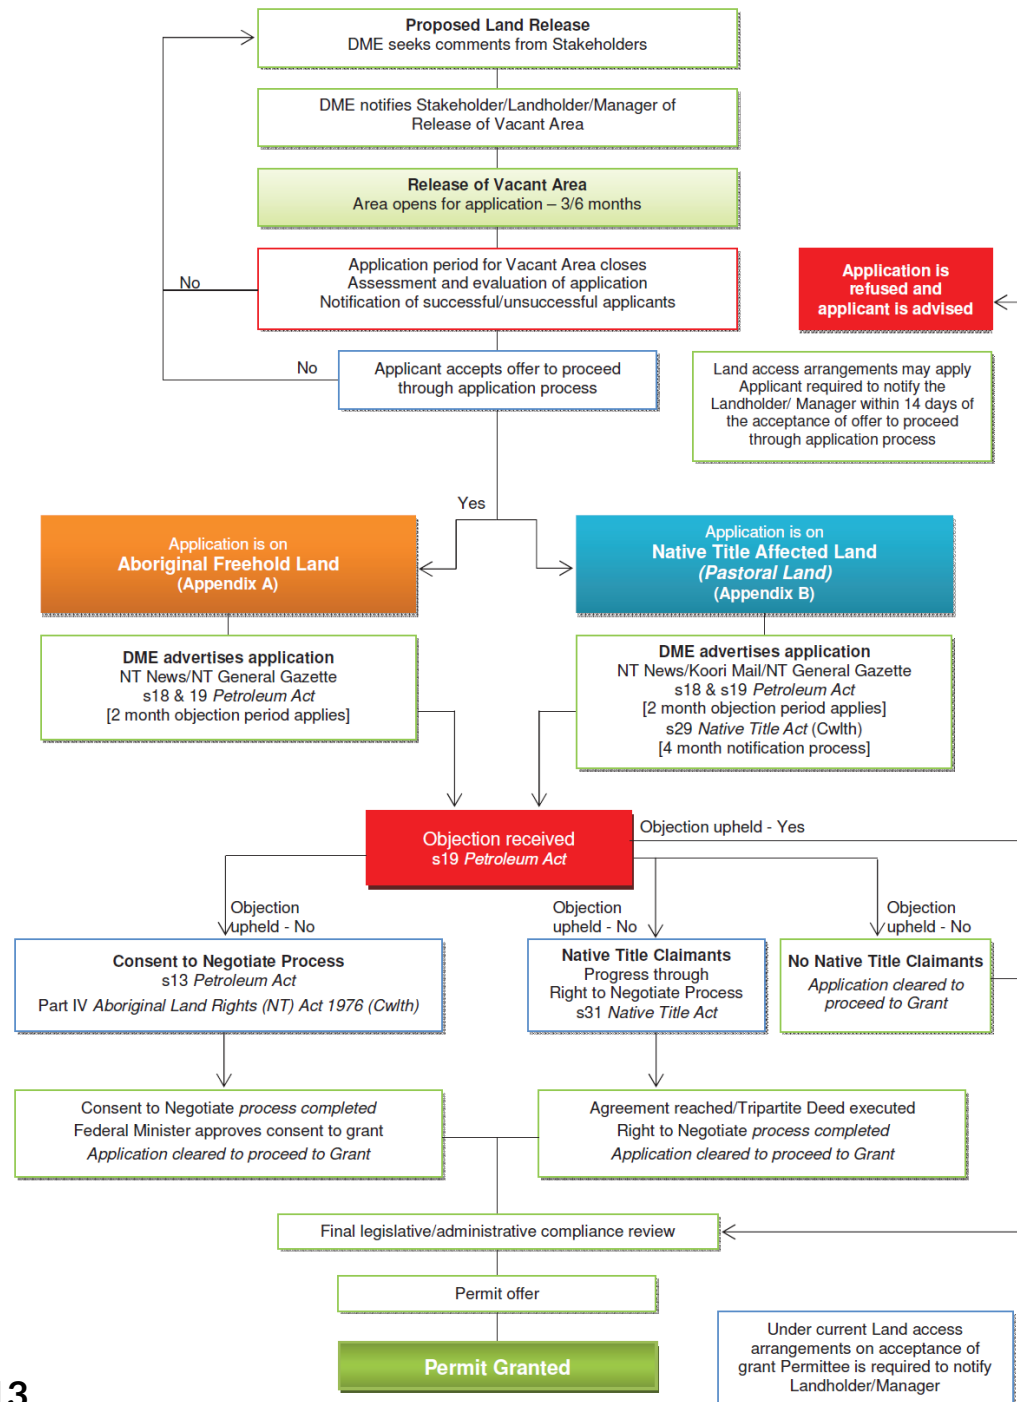 Proposed Land Release
DME seeks comments from Stakeholders
DME notifies Stakeholder/Landholder/Manager of
Release of Vacant Area
Release of Vacant Area
Area opens for application – 3/6 months
Application period for Vacant Area closes
Assessment and evaluation of application
Notification of successful/unsuccessful applicants
No
Application is
refused and
applicant is advised
No
Applicant accepts offer to proceed
through application process
Land access arrangements may apply
Applicant required to notify the
Landholder/ Manager within 14 days of
the acceptance of offer to proceed
through application process
Yes
Application is on
Aboriginal Freehold Land
(Appendix A)
Application is on
Native Title Affected Land
(Pastoral Land)
(Appendix B)
DME advertises application
NT News/NT General Gazette
s18 & 19 Petroleum Act
[2 month objection period applies]
DME advertises application
NT News/Koori Mail/NT General Gazette
s18 & s19 Petroleum Act
[2 month objection period applies]
s29 Native Title Act (Cwlth)
[4 month notification process]
Objection received
s19 Petroleum Act
Objection upheld - Yes
Objection
upheld - No
Objection
upheld - No
Objection
upheld - No
Consent to Negotiate Process
s13 Petroleum Act
Part IV Aboriginal Land Rights (NT) Act 1976 (Cwlth)
Native Title Claimants
Progress through
Right to Negotiate Process
s31 Native Title Act
No Native Title Claimants
Application cleared to
proceed to Grant
Consent to Negotiate process completed
Federal Minister approves consent to grant
Application cleared to proceed to Grant
Agreement reached/Tripartite Deed executed
Right to Negotiate process completed
Application cleared to proceed to Grant
Final legislative/administrative compliance review
Permit offer
Permit Granted
Under current Land access
arrangements on acceptance of
grant Permittee is required to notify
Landholder/Manager
13